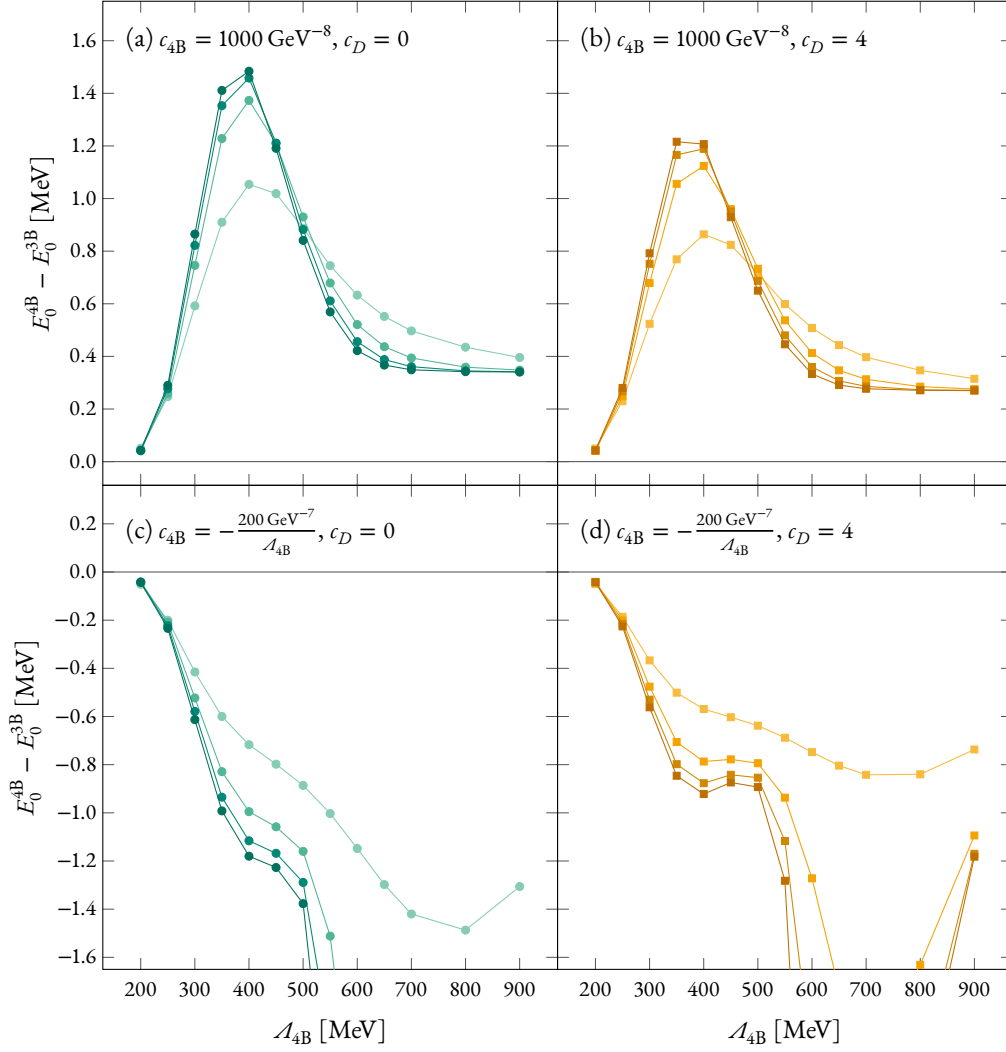 (a) c₄B = 1000 GeV⁻⁸, c_D = 0
(b) c₄B = 1000 GeV⁻⁸, c_D = 4
1.6
1.4
1.2
1.0
0.8
0.6
0.4
0.2
0.0
E₀⁴ᴮ − E₀³ᴮ [MeV]
(c) c₄B = −200 GeV⁻⁷/Λ₄B, c_D = 0
(d) c₄B = −200 GeV⁻⁷/Λ₄B, c_D = 4
0.2
0.0
−0.2
−0.4
−0.6
−0.8
−1.0
−1.2
−1.4
−1.6
E₀⁴ᴮ − E₀³ᴮ [MeV]
200 300 400 500 600 700 800 900
200 300 400 500 600 700 800 900
Λ₄B [MeV]
Λ₄B [MeV]